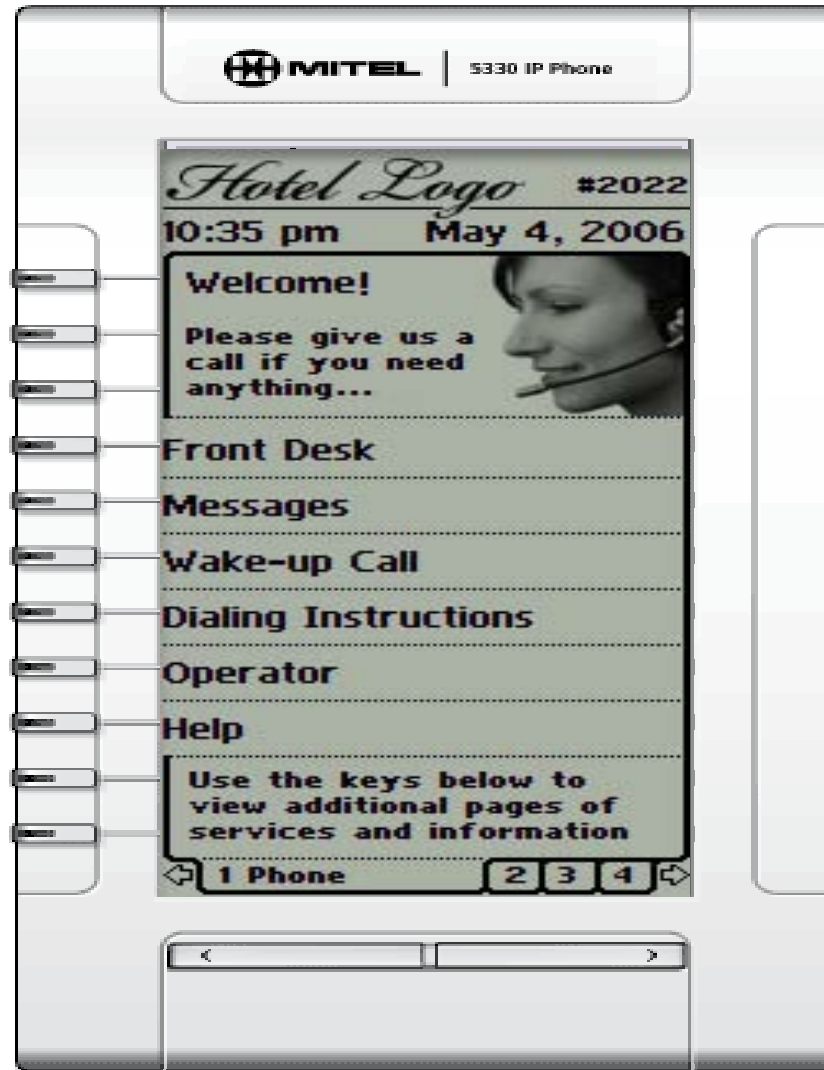 MITEL | 5330 IP Phone
Hotel Logo #2022
10:35 pm May 4, 2006
Welcome!
Please give us a
call if you need
anything...
Front Desk
Messages
Wake-up Call
Dialing Instructions
Operator
Help
Use the keys below to
view additional pages of
services and information
1 Phone 2 3 4
< >